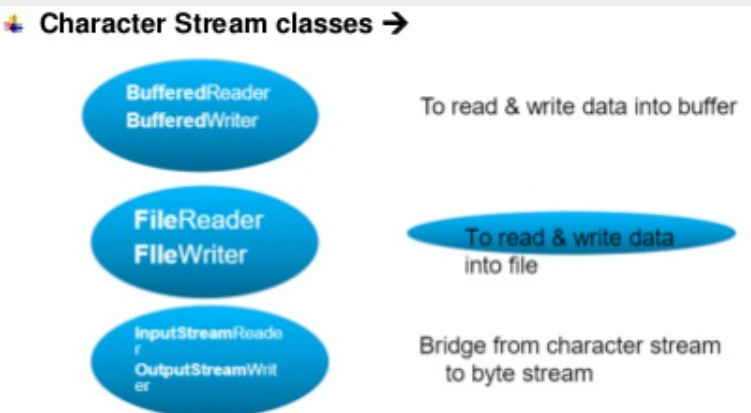 Character Stream classes →
BufferedReader
BufferedWriter
To read & write data into buffer
FileReader
FIleWriter
To read & write data
into file
InputStreamReade
r
OutputStreamWrit
er
Bridge from character stream
to byte stream